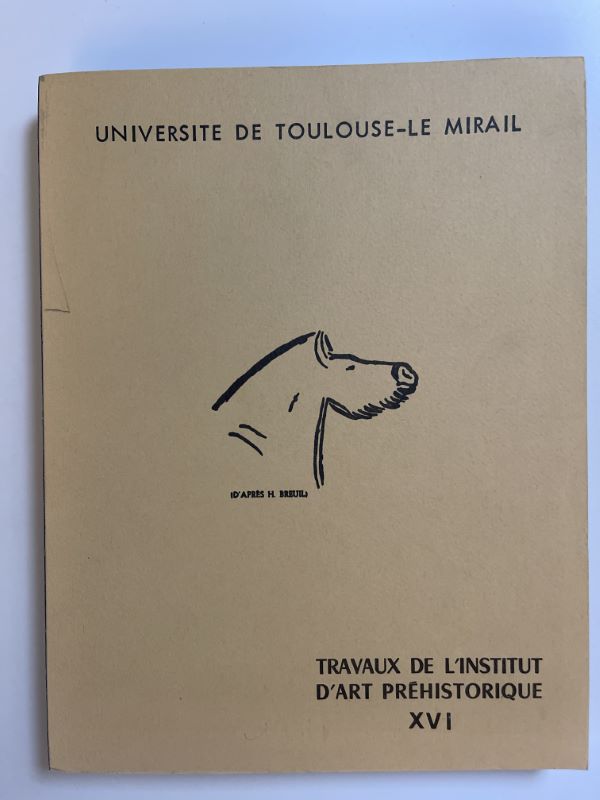 UNIVERSITE DE TOULOUSE-LE MIRAIL
(D'APRÈS H. BREUIL)
TRAVAUX DE L'INSTITUT
D'ART PRÉHISTORIQUE
XVI